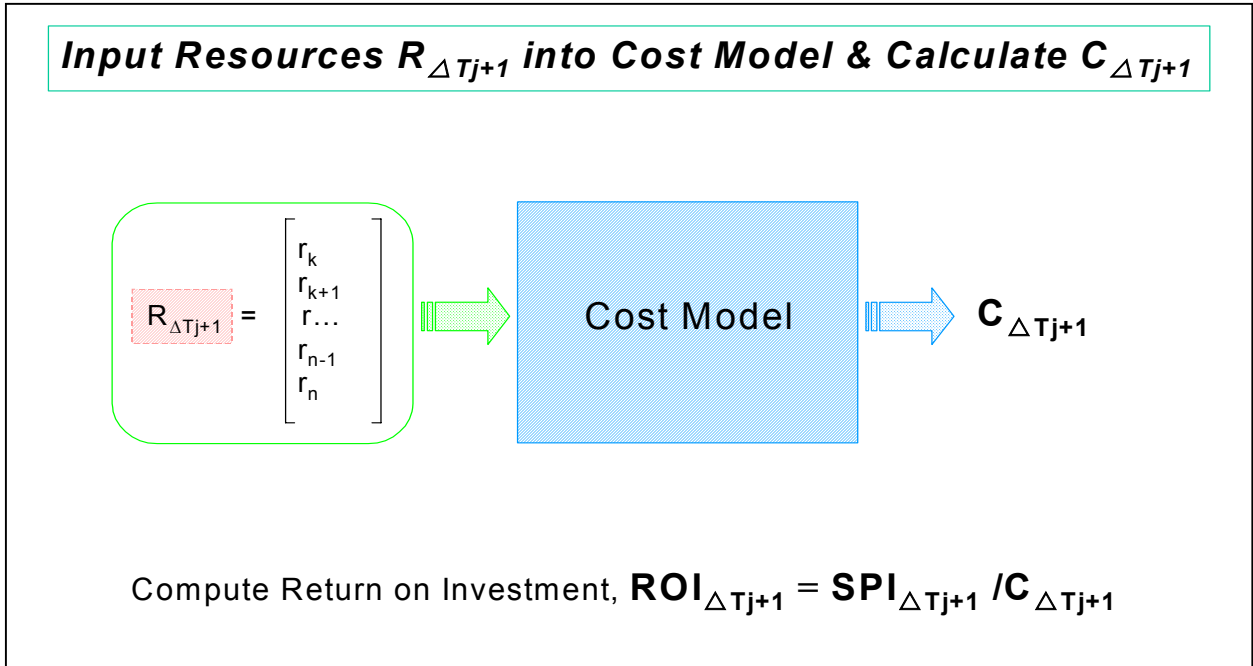 Input Resources R△Tj+1 into Cost Model & Calculate C△Tj+1
RΔTj+1 =
rk
rk+1
r…
rn-1
rn
Cost Model
C△Tj+1
Compute Return on Investment, ROI△Tj+1 = SPI△Tj+1 /C△Tj+1